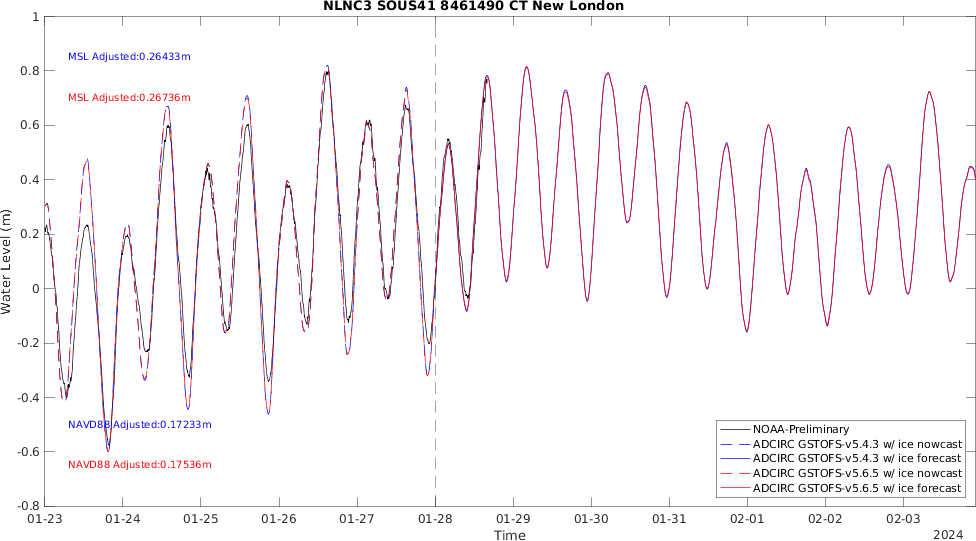 NLNC3 SOUS41 8461490 CT New London
MSL Adjusted:0.26433m
MSL Adjusted:0.26736m
NAVD88 Adjusted:0.17233m
NAVD88 Adjusted:0.17536m
Water Level (m)
1
0.8
0.6
0.4
0.2
0
-0.2
-0.4
-0.6
-0.8
NOAA-Preliminary
ADCIRC GSTOFS-v5.4.3 w/ ice nowcast
ADCIRC GSTOFS-v5.4.3 w/ ice forecast
ADCIRC GSTOFS-v5.6.5 w/ ice nowcast
ADCIRC GSTOFS-v5.6.5 w/ ice forecast
01-23 01-24 01-25 01-26 01-27 01-28 01-29 01-30 01-31 02-01 02-02 02-03
Time
2024